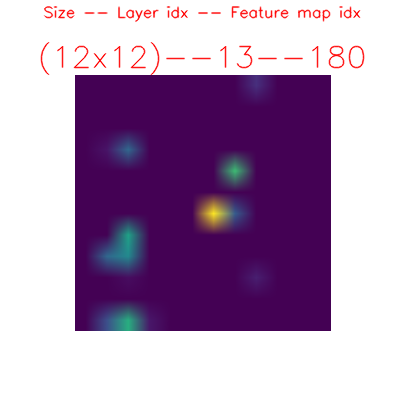 Size -- Layer idx -- Feature map idx
(12x12)--13--180